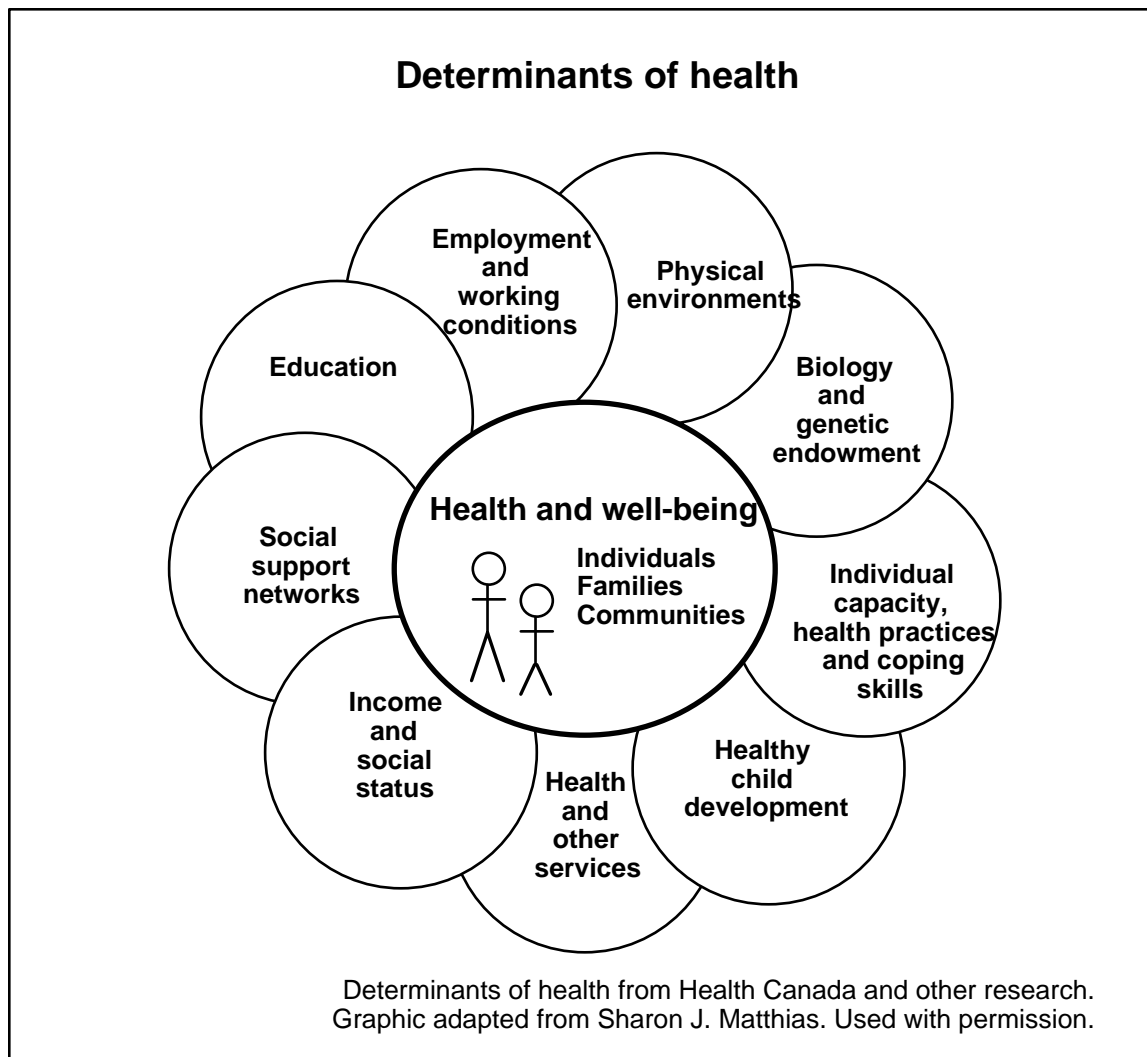 Determinants of health
Employment
and
working
conditions
Physical
environments
Biology
and
genetic
endowment
Education
Health and well-being
Individuals
Families
Communities
Social
support
networks
Individual
capacity,
health practices
and coping
skills
Income
and
social
status
Health
and
other
services
Healthy
child
development
Determinants of health from Health Canada and other research.
Graphic adapted from Sharon J. Matthias. Used with permission.